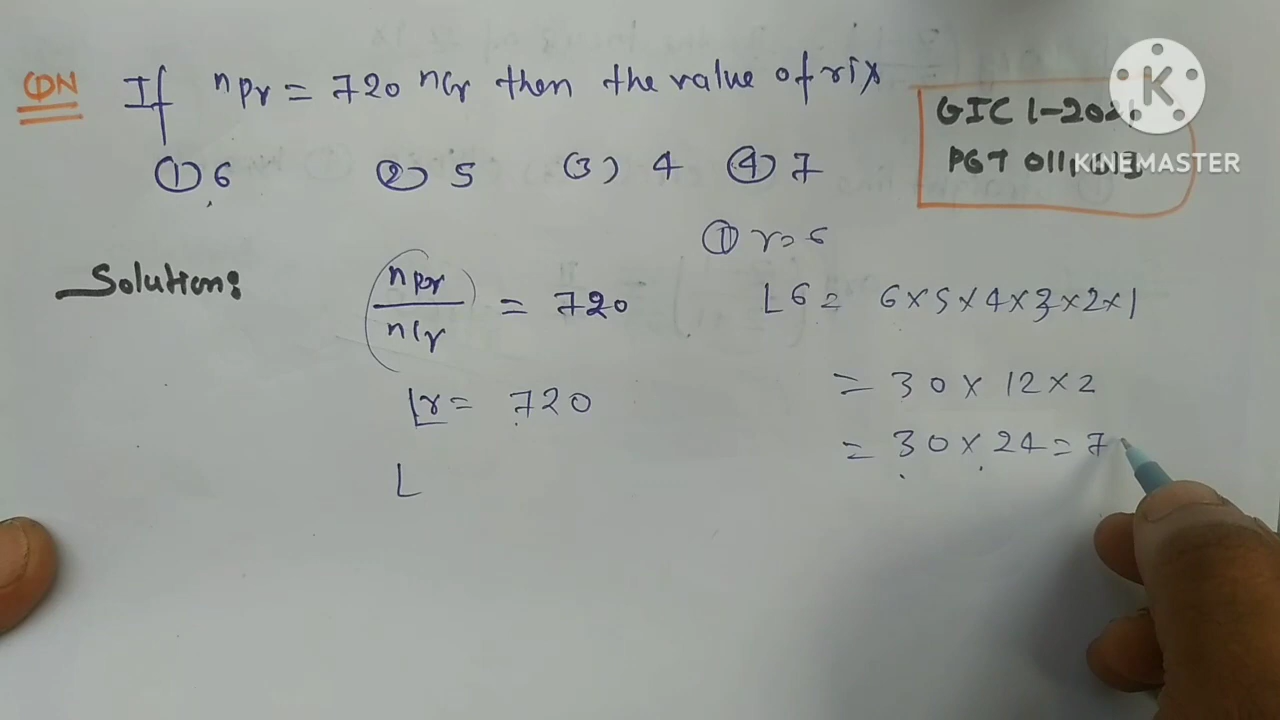 QN If nPr = 720 nCr then the value of r is
① 6 ② 5 (3) 4 ④ 7
GIC 1-2021
PGT
K
KINEMASTER
① r = 6
Solution:
nPr
nCr
= 720
L6 = 6×5×4×3×2×1
= 30 × 12 × 2
Lr = 720
= 30 × 24 = 7
L